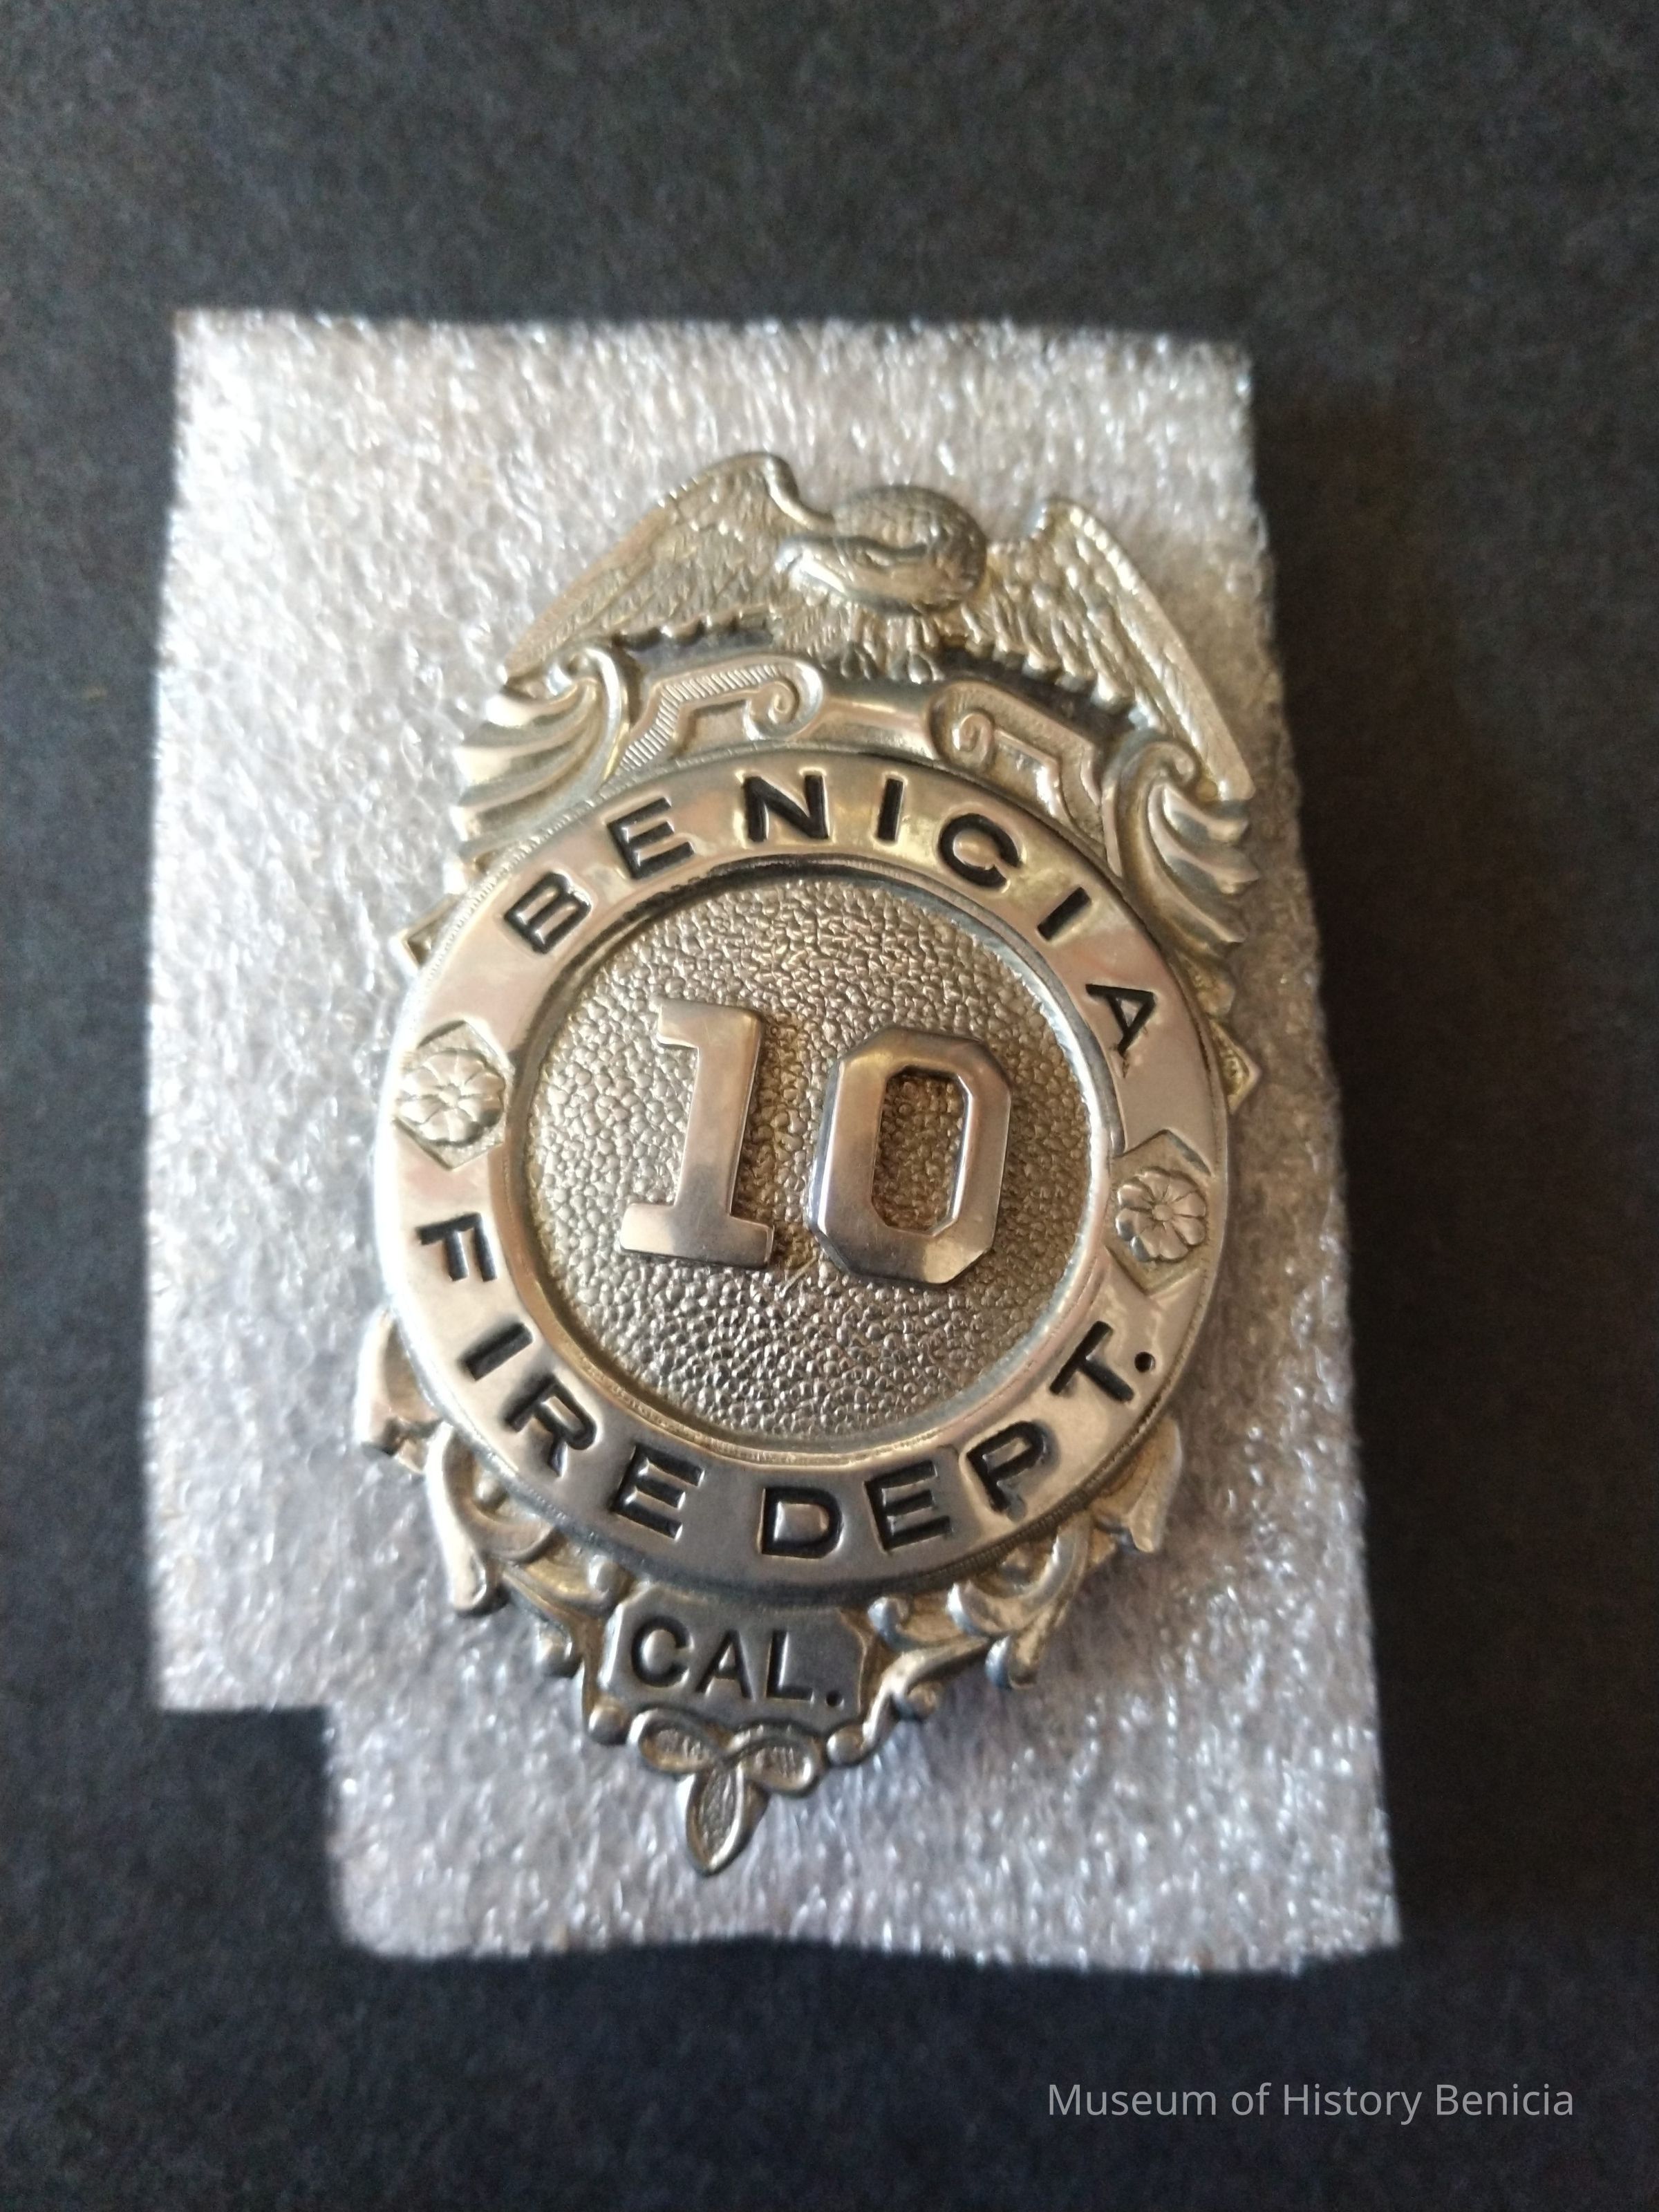 BENICIA
10
FIRE DEPT.
CAL.
Museum of History Benicia